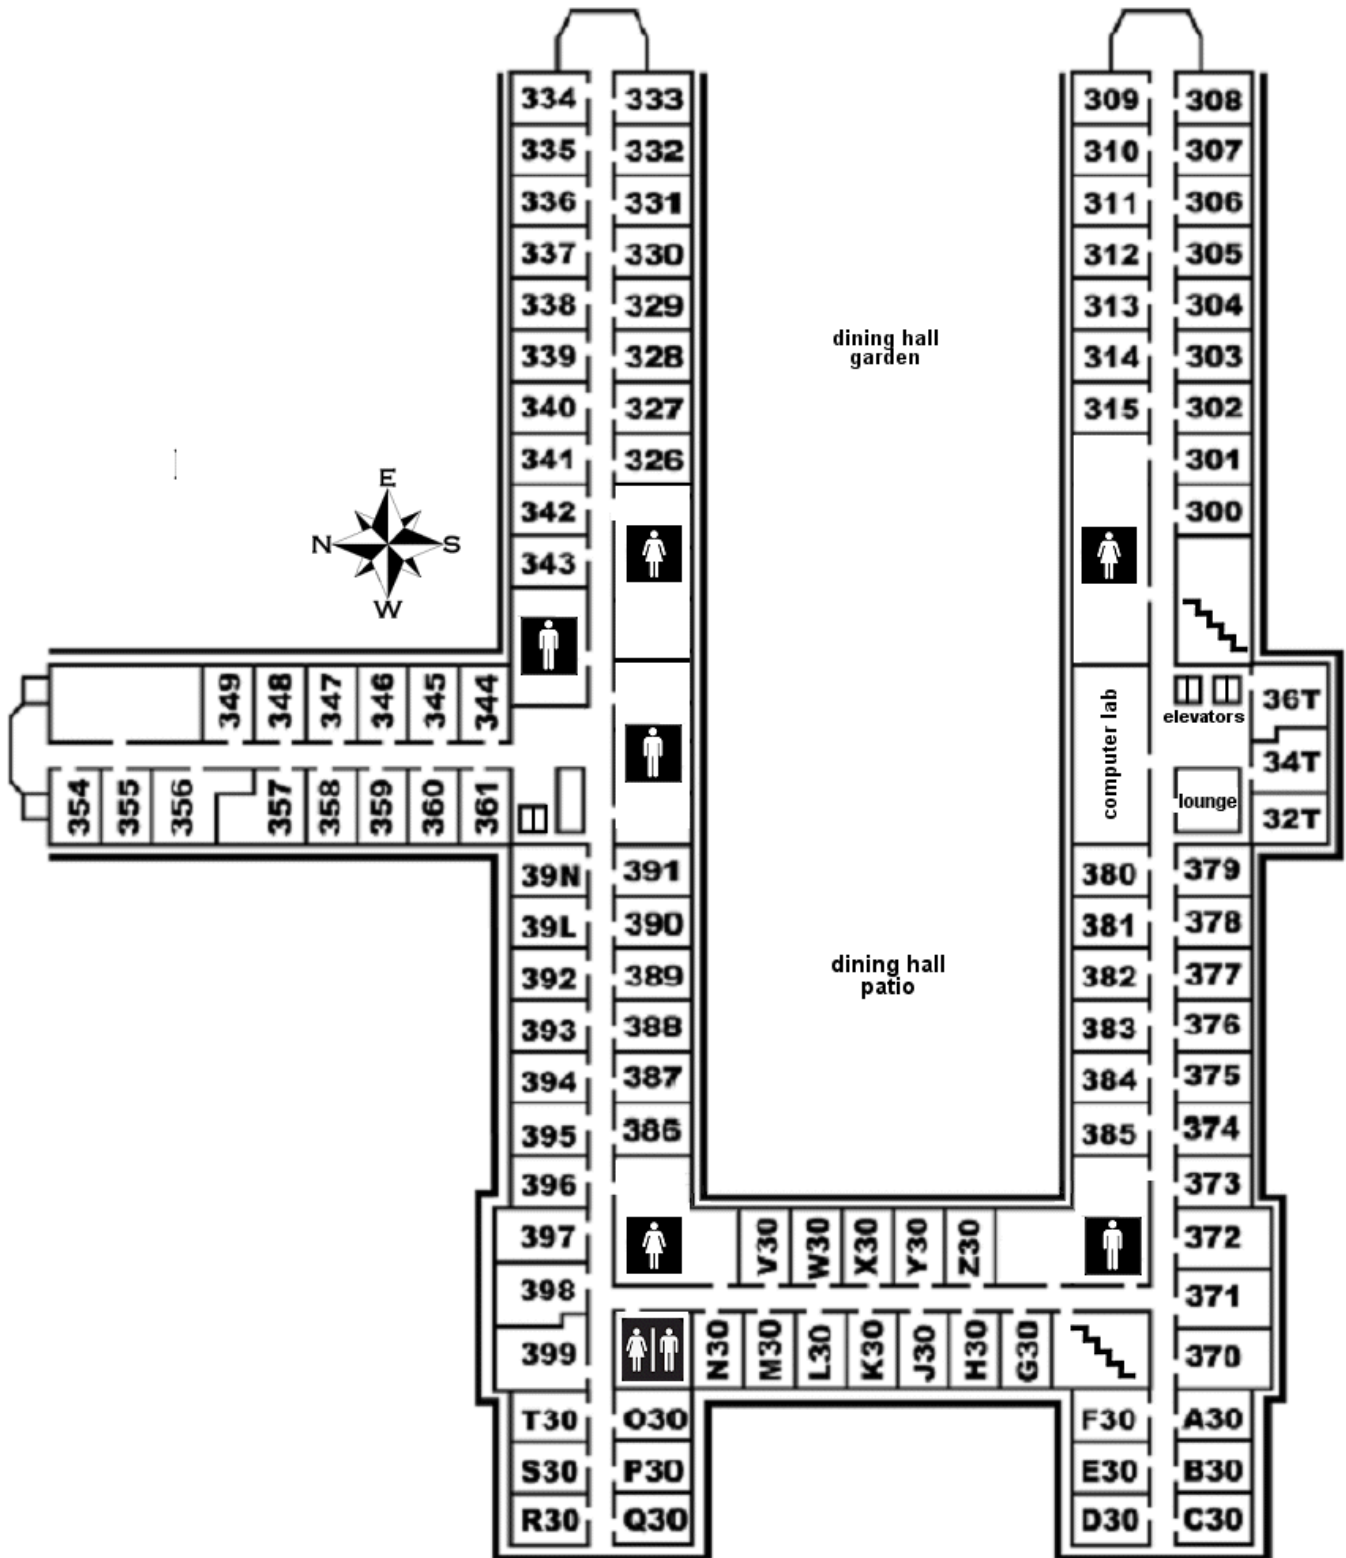 334 333 309 308
335 332 310 307
336 331 311 306
337 330 312 305
338 329 313 304
dining hall
garden
339 328 314 303
340 327 315 302
341 326 301
E
342 300
N S
343
W
349 348 347 346 345 344
computer lab
elevators
36T
34T
354 355 356 357 358 359 360 361
lounge
32T
39N 391 380 379
39L 390 381 378
dining hall
patio
392 389 382 377
393 388 383 376
394 387 384 375
395 386 385 374
396 373
397 V30 W30 X30 Y30 Z30 372
398 371
399 N30 M30 L30 K30 J30 H30 G30 370
T30 O30 F30 A30
S30 P30 E30 B30
R30 Q30 D30 C30